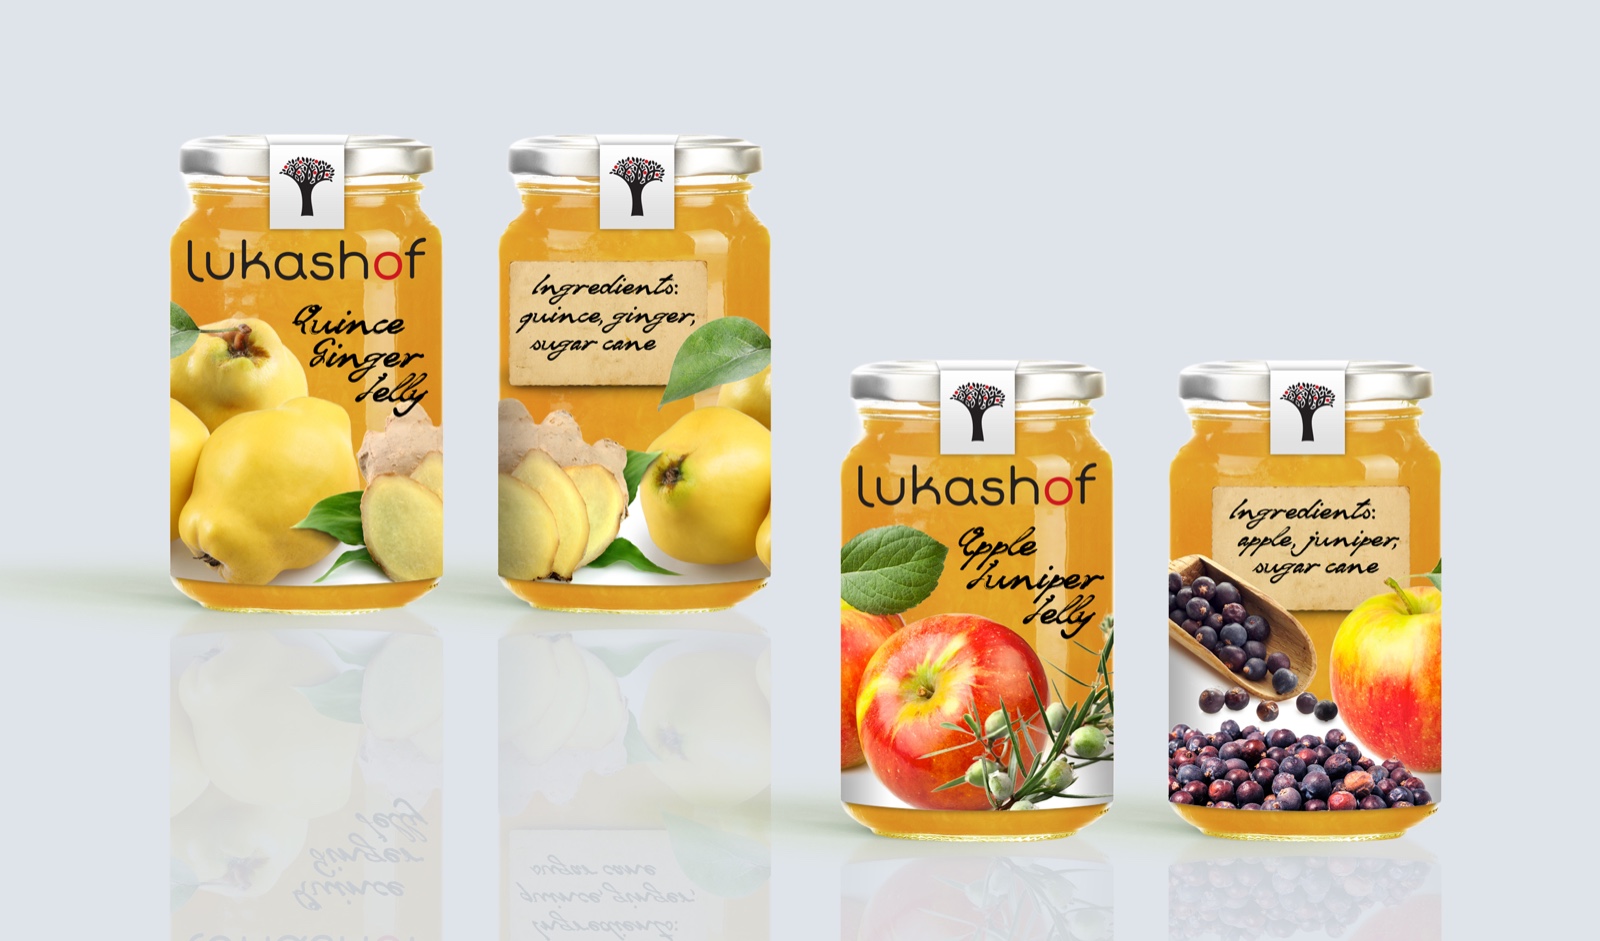 lukashof
Quince
Ginger
Jelly
Ingredients:
quince, ginger,
sugar cane
lukashof
Apple
Juniper
Jelly
Ingredients:
apple, juniper,
sugar cane